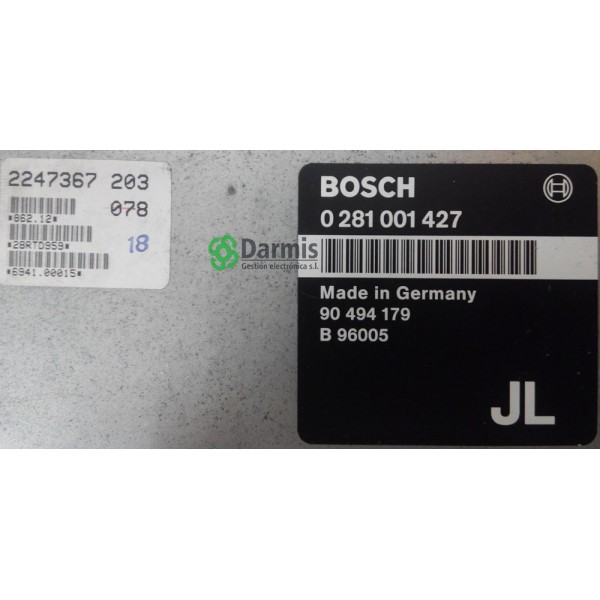 2247367 203
078
*862.12*
*28RTD959*
18
*6941.00015*
Darmis
Gestión electrónica s.l.
BOSCH
0 281 001 427
Made in Germany
90 494 179
B 96005
JL